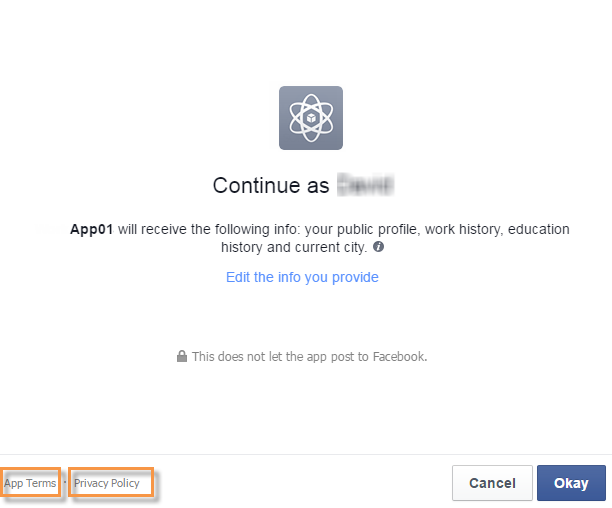 Continue as
App01 will receive the following info: your public profile, work history, education
history and current city.
Edit the info you provide
This does not let the app post to Facebook.
App Terms · Privacy Policy
Cancel
Okay